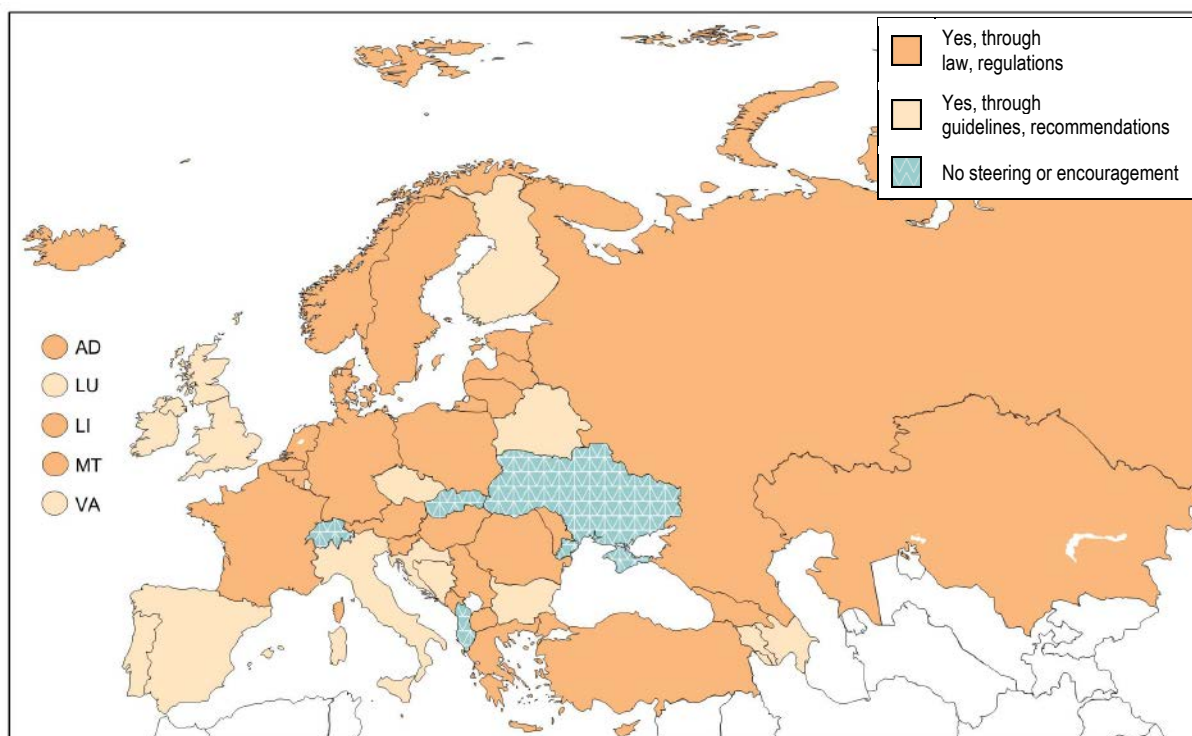 Yes, through
law, regulations
Yes, through
guidelines, recommendations
No steering or encouragement
AD
LU
LI
MT
VA